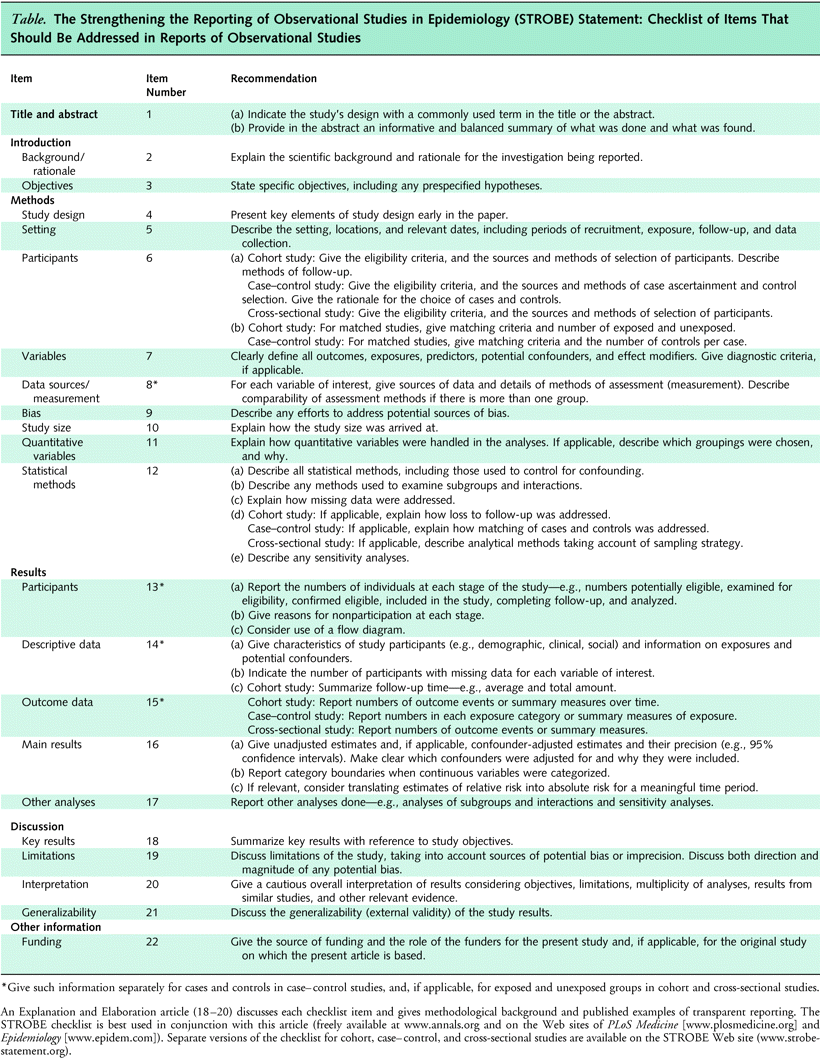 Table. The Strengthening the Reporting of Observational Studies in Epidemiology (STROBE) Statement: Checklist of Items That
Should Be Addressed in Reports of Observational Studies
Item Item Recommendation
Number
Title and abstract 1 (a) Indicate the study's design with a commonly used term in the title or the abstract.
(b) Provide in the abstract an informative and balanced summary of what was done and what was found.
Introduction
Background/ 2 Explain the scientific background and rationale for the investigation being reported.
rationale
Objectives 3 State specific objectives, including any prespecified hypotheses.
Methods
Study design 4 Present key elements of study design early in the paper.
Setting 5 Describe the setting, locations, and relevant dates, including periods of recruitment, exposure, follow-up, and data
collection.
Participants 6 (a) Cohort study: Give the eligibility criteria, and the sources and methods of selection of participants. Describe
methods of follow-up.
Case–control study: Give the eligibility criteria, and the sources and methods of case ascertainment and control
selection. Give the rationale for the choice of cases and controls.
Cross-sectional study: Give the eligibility criteria, and the sources and methods of selection of participants.
(b) Cohort study: For matched studies, give matching criteria and number of exposed and unexposed.
Case–control study: For matched studies, give matching criteria and the number of controls per case.
Variables 7 Clearly define all outcomes, exposures, predictors, potential confounders, and effect modifiers. Give diagnostic criteria,
if applicable.
Data sources/ 8* For each variable of interest, give sources of data and details of methods of assessment (measurement). Describe
measurement comparability of assessment methods if there is more than one group.
Bias 9 Describe any efforts to address potential sources of bias.
Study size 10 Explain how the study size was arrived at.
Quantitative 11 Explain how quantitative variables were handled in the analyses. If applicable, describe which groupings were chosen,
variables and why.
Statistical 12 (a) Describe all statistical methods, including those used to control for confounding.
methods (b) Describe any methods used to examine subgroups and interactions.
(c) Explain how missing data were addressed.
(d) Cohort study: If applicable, explain how loss to follow-up was addressed.
Case–control study: If applicable, explain how matching of cases and controls was addressed.
Cross-sectional study: If applicable, describe analytical methods taking account of sampling strategy.
(e) Describe any sensitivity analyses.
Results
Participants 13* (a) Report the numbers of individuals at each stage of the study—e.g., numbers potentially eligible, examined for
eligibility, confirmed eligible, included in the study, completing follow-up, and analyzed.
(b) Give reasons for nonparticipation at each stage.
(c) Consider use of a flow diagram.
Descriptive data 14* (a) Give characteristics of study participants (e.g., demographic, clinical, social) and information on exposures and
potential confounders.
(b) Indicate the number of participants with missing data for each variable of interest.
(c) Cohort study: Summarize follow-up time—e.g., average and total amount.
Outcome data 15* Cohort study: Report numbers of outcome events or summary measures over time.
Case–control study: Report numbers in each exposure category or summary measures of exposure.
Cross-sectional study: Report numbers of outcome events or summary measures.
Main results 16 (a) Give unadjusted estimates and, if applicable, confounder-adjusted estimates and their precision (e.g., 95%
confidence intervals). Make clear which confounders were adjusted for and why they were included.
(b) Report category boundaries when continuous variables were categorized.
(c) If relevant, consider translating estimates of relative risk into absolute risk for a meaningful time period.
Other analyses 17 Report other analyses done—e.g., analyses of subgroups and interactions and sensitivity analyses.
Discussion
Key results 18 Summarize key results with reference to study objectives.
Limitations 19 Discuss limitations of the study, taking into account sources of potential bias or imprecision. Discuss both direction and
magnitude of any potential bias.
Interpretation 20 Give a cautious overall interpretation of results considering objectives, limitations, multiplicity of analyses, results from
similar studies, and other relevant evidence.
Generalizability 21 Discuss the generalizability (external validity) of the study results.
Other information
Funding 22 Give the source of funding and the role of the funders for the present study and, if applicable, for the original study
on which the present article is based.
*Give such information separately for cases and controls in case–control studies, and, if applicable, for exposed and unexposed groups in cohort and cross-sectional studies.
An Explanation and Elaboration article (18–20) discusses each checklist item and gives methodological background and published examples of transparent reporting. The
STROBE checklist is best used in conjunction with this article (freely available at www.annals.org and on the Web sites of PLoS Medicine [www.plosmedicine.org] and
Epidemiology [www.epidem.com]). Separate versions of the checklist for cohort, case–control, and cross-sectional studies are available on the STROBE Web site (www.strobe-
statement.org).